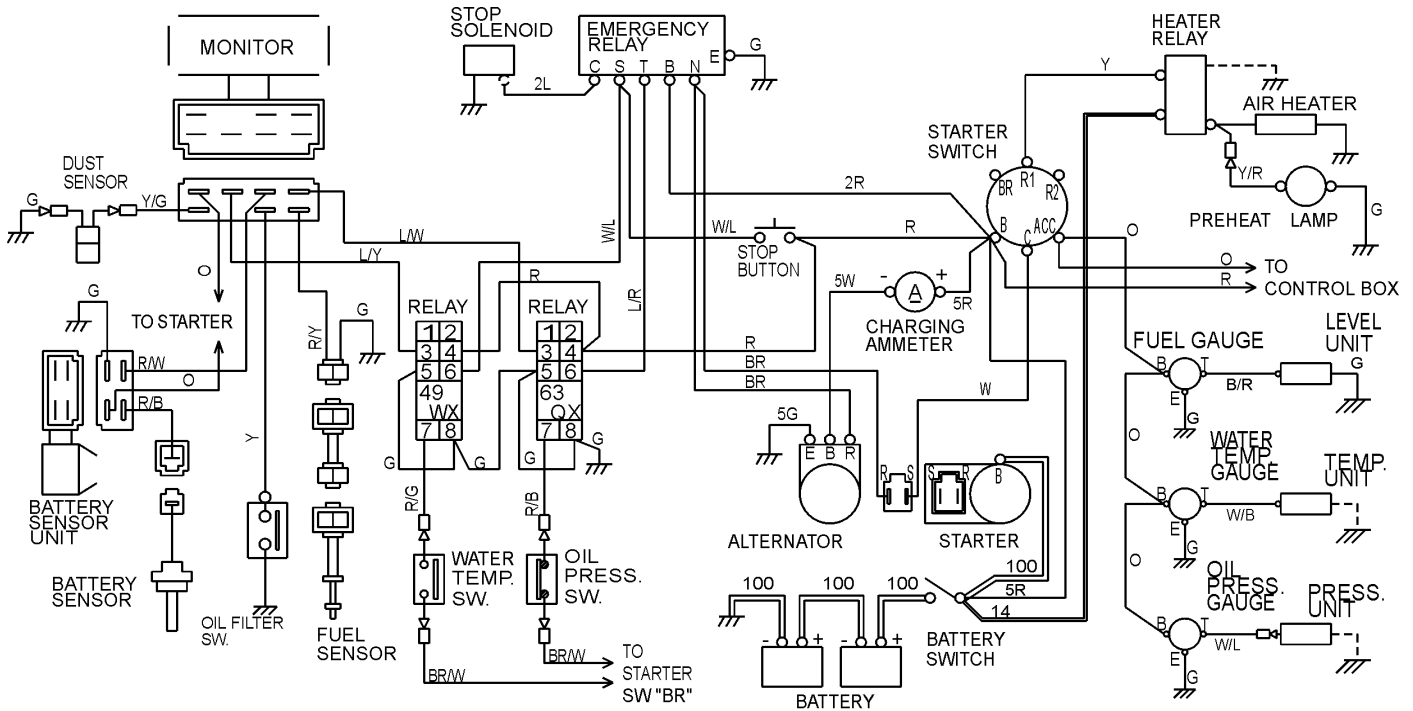 MONITOR
STOP
SOLENOID
2L
EMERGENCY
RELAY
E
C S T B N
G
HEATER
RELAY
Y
AIR HEATER
Y/R
PREHEAT LAMP
G
STARTER
SWITCH
BR R1 R2
B C ACC
DUST
SENSOR
G
Y/G
O
TO STARTER
L/W
L/Y
W/L
W/L
STOP
BUTTON
R
2R
L/R
R
5W
- A +
5R
CHARGING
AMMETER
O
O TO
R CONTROL BOX
G
R/W
O
R/B
BATTERY
SENSOR
UNIT
BATTERY
SENSOR
Y
OIL FILTER
SW.
R/Y
G
FUEL
SENSOR
RELAY
1 2
3 4
5 6
49
WX
7 8
G
G
R/G
RELAY
1 2
3 4
5 6
63
QX
7 8
G
G
R/B
WATER
TEMP.
SW.
OIL
PRESS.
SW.
BR/W
BR/W
TO
STARTER
SW "BR"
R
BR
BR
W
5G
E B R
ALTERNATOR
R S
S R
B
STARTER
100
5R
14
100 100 100
- + - +
BATTERY
BATTERY
SWITCH
FUEL GAUGE
LEVEL
UNIT
B T
B/R
G
E
G
O
WATER
TEMP.
GAUGE
TEMP.
UNIT
B T
W/B
E
G
O
OIL
PRESS.
GAUGE
PRESS.
UNIT
B T
W/L
E
G